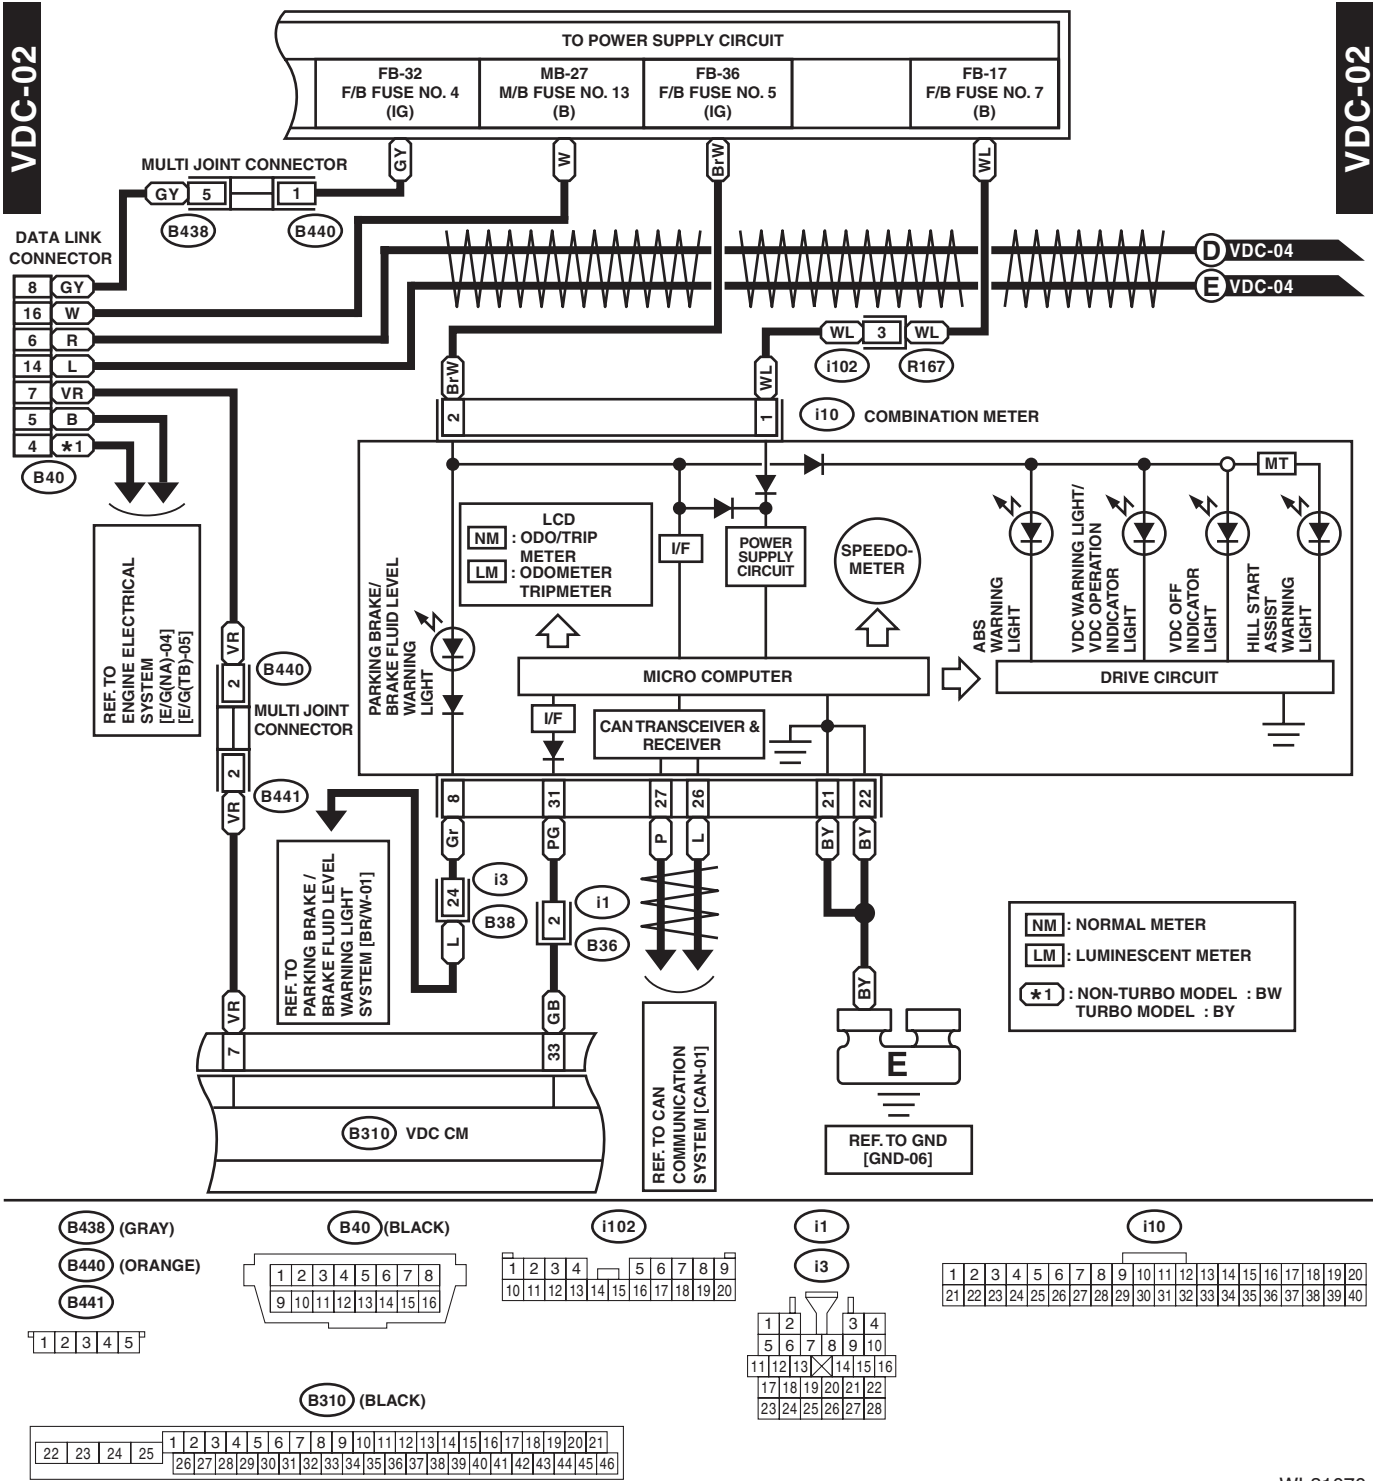 VDC-02
VDC-02
TO POWER SUPPLY CIRCUIT
FB-32
F/B FUSE NO. 4
(IG)
MB-27
M/B FUSE NO. 13
(B)
FB-36
F/B FUSE NO. 5
(IG)
FB-17
F/B FUSE NO. 7
(B)
GY
W
BrW
WL
MULTI JOINT CONNECTOR
GY 5 1
B438 B440
DATA LINK
CONNECTOR
8 GY
16 W
6 R
14 L
7 VR
5 B
4 *1
B40
D VDC-04
E VDC-04
WL 3 WL
i102 R167
BrW
WL
2
1
i10 COMBINATION METER
MT
LCD
NM : ODO/TRIP
METER
LM : ODOMETER
TRIPMETER
I/F
POWER
SUPPLY
CIRCUIT
SPEEDO-
METER
PARKING BRAKE/
BRAKE FLUID LEVEL
WARNING
LIGHT
ABS
WARNING
LIGHT
VDC WARNING LIGHT/
VDC OPERATION
INDICATOR
LIGHT
VDC OFF
INDICATOR
LIGHT
HILL START
ASSIST
WARNING
LIGHT
MICRO COMPUTER
DRIVE CIRCUIT
I/F
CAN TRANSCEIVER &
RECEIVER
REF. TO
ENGINE ELECTRICAL
SYSTEM
[E/G(NA)-04]
[E/G(TB)-05]
VR
B440
2
MULTI JOINT
CONNECTOR
2
B441
VR
8
31
27
26
21
22
Gr
PG
P
L
BY
BY
24
i3
B38
L
2
i1
B36
REF. TO
PARKING BRAKE /
BRAKE FLUID LEVEL
WARNING LIGHT
SYSTEM [BR/W-01]
NM : NORMAL METER
LM : LUMINESCENT METER
*1 : NON-TURBO MODEL : BW
TURBO MODEL : BY
VR
GB
BY
7
33
E
REF. TO CAN
COMMUNICATION
SYSTEM [CAN-01]
REF. TO GND
[GND-06]
B310 VDC CM
B438 (GRAY)
B440 (ORANGE)
B441
1 2 3 4 5
B40 (BLACK)
1 2 3 4 5 6 7 8
9 10 11 12 13 14 15 16
i102
1 2 3 4 5 6 7 8 9
10 11 12 13 14 15 16 17 18 19 20
i1
i3
1 2 3 4
5 6 7 8 9 10
11 12 13 14 15 16
17 18 19 20 21 22
23 24 25 26 27 28
i10
1 2 3 4 5 6 7 8 9 10 11 12 13 14 15 16 17 18 19 20
21 22 23 24 25 26 27 28 29 30 31 32 33 34 35 36 37 38 39 40
B310 (BLACK)
22 23 24 25
1 2 3 4 5 6 7 8 9 10 11 12 13 14 15 16 17 18 19 20 21
26 27 28 29 30 31 32 33 34 35 36 37 38 39 40 41 42 43 44 45 46